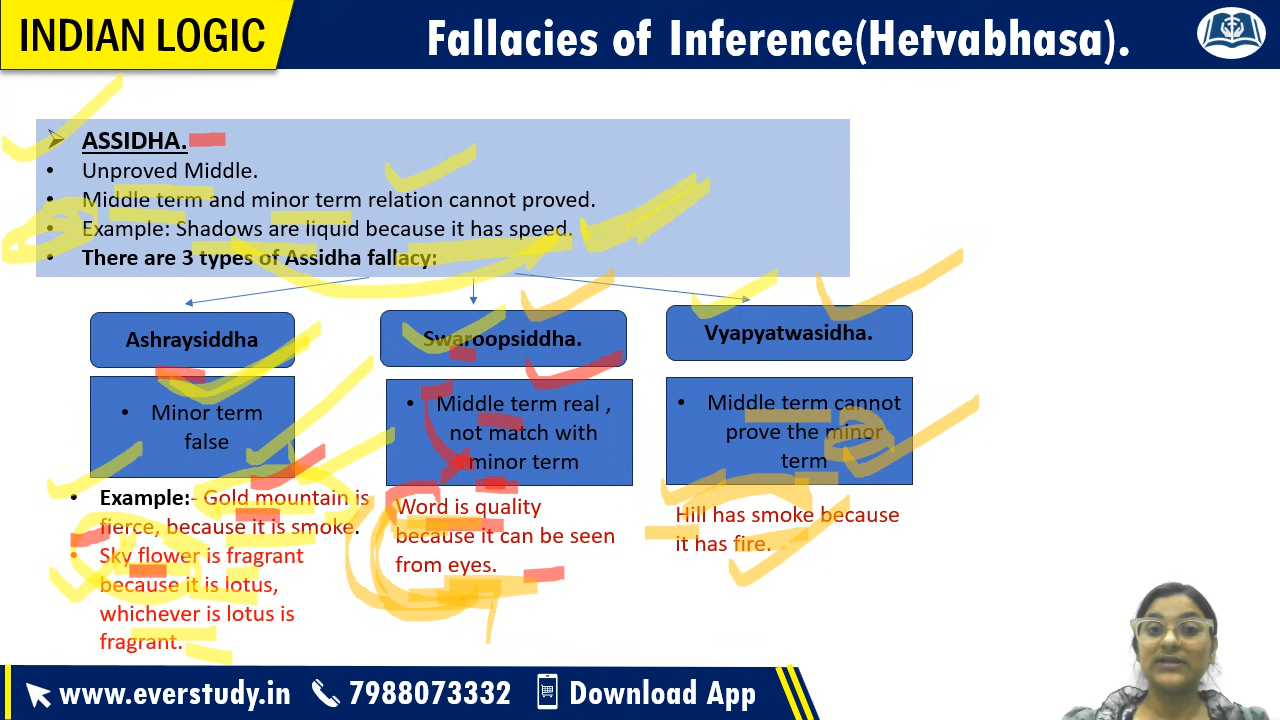 INDIAN LOGIC
Fallacies of Inference(Hetvabhasa).
ASSIDHA.
• Unproved Middle.
• Middle term and minor term relation cannot proved.
• Example: Shadows are liquid because it has speed.
• There are 3 types of Assidha fallacy:
Ashraysiddha
• Minor term
false
• Example:- Gold mountain is
fierce, because it is smoke.
• Sky flower is fragrant
because it is lotus,
whichever is lotus is
fragrant.
Swaroopsiddha.
• Middle term real ,
not match with
minor term
Word is quality
because it can be seen
from eyes.
Vyapyatwasidha.
• Middle term cannot
prove the minor
term
Hill has smoke because
it has fire.
www.everstudy.in 7988073332 Download App